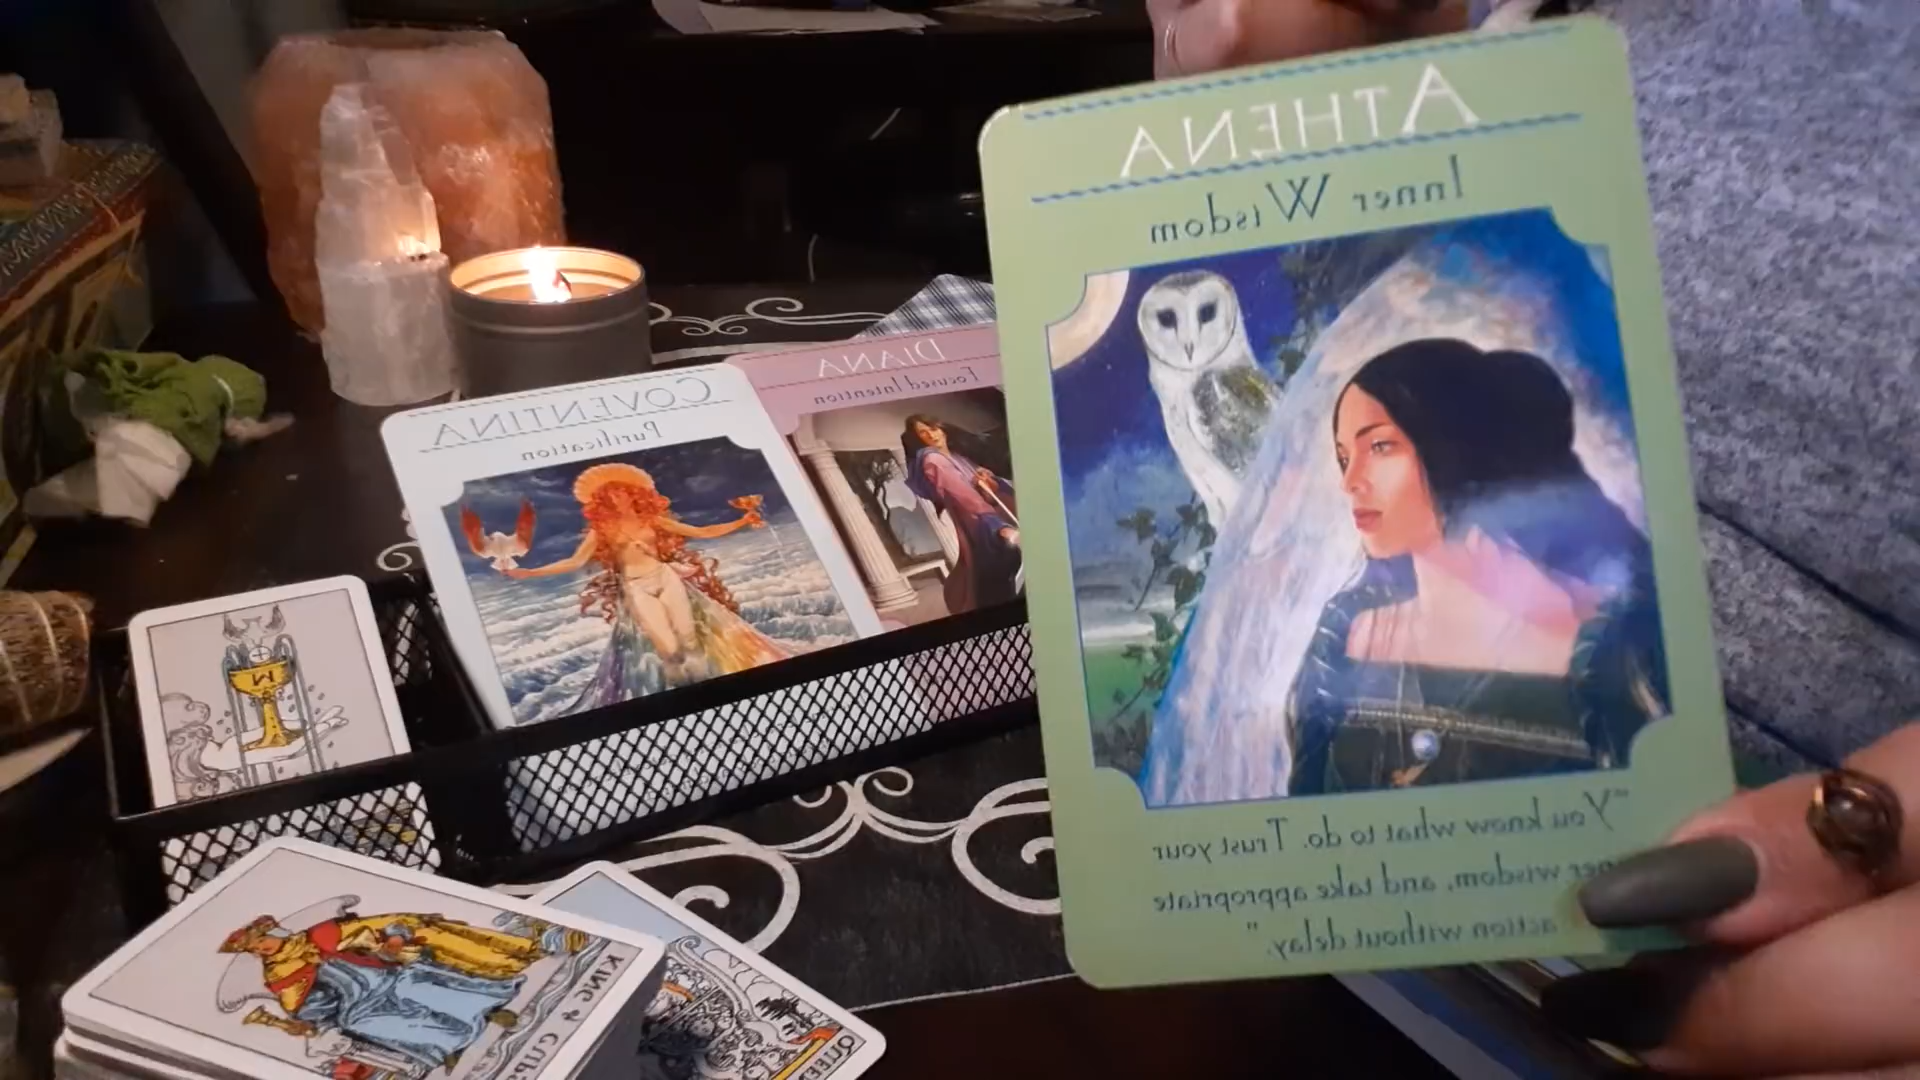 ATHENA
Inner Wisdom
"You know what to do. Trust your
wisdom, and take appropriate
action without delay."
COVENTINA
Purification
DIANA
Focused Intention
KING of CUPS
QUEEN